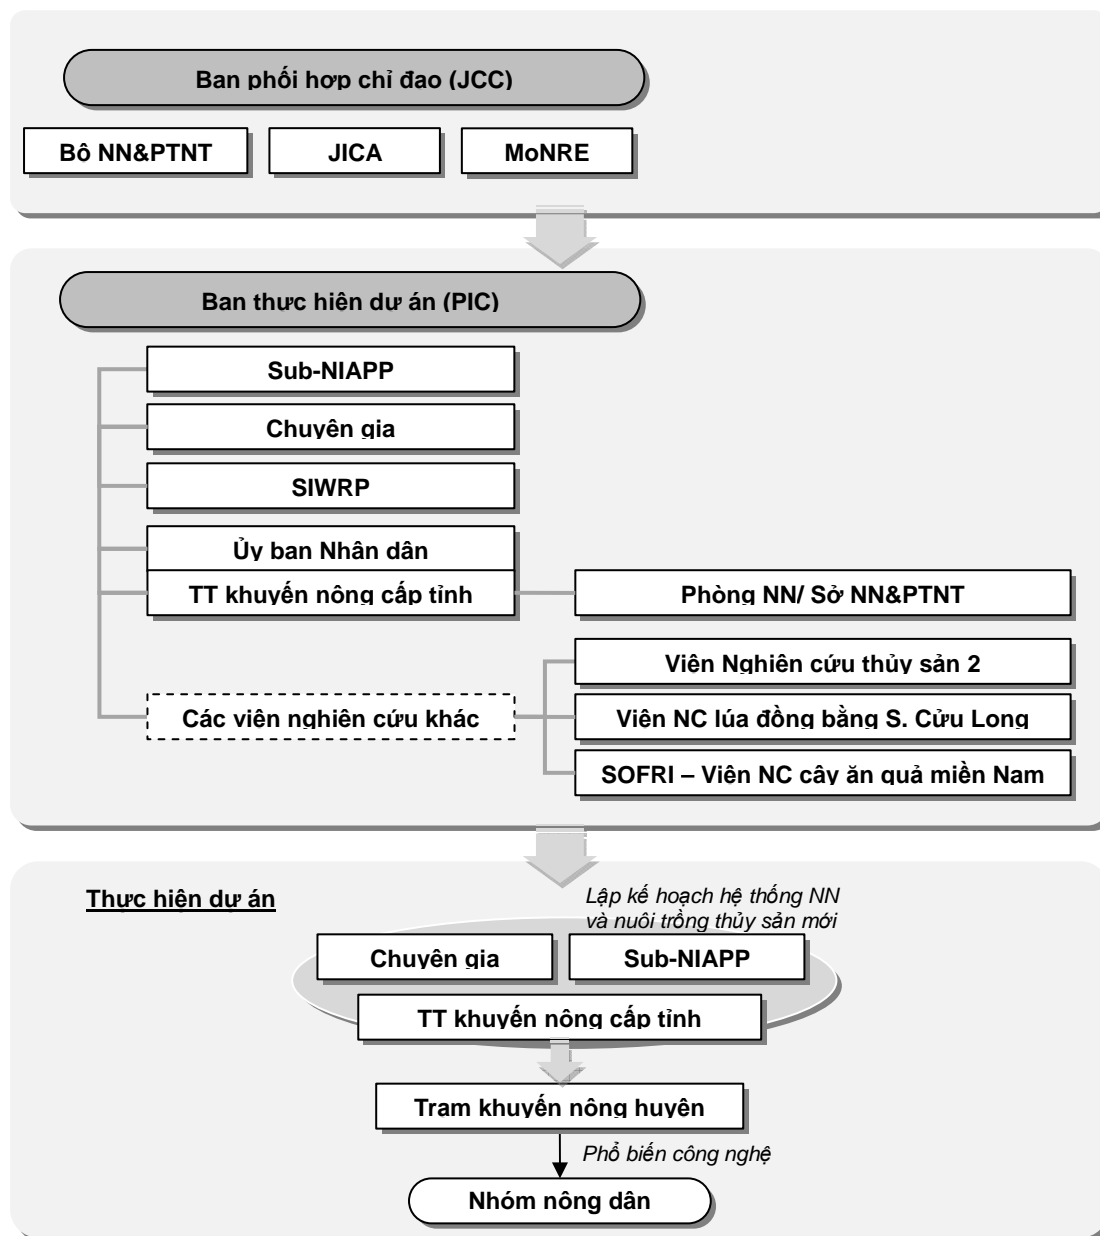 Ban phối hợp chỉ đạo (JCC)
Bộ NN&PTNT
JICA
MoNRE
Ban thực hiện dự án (PIC)
Sub-NIAPP
Chuyên gia
SIWRP
Ủy ban Nhân dân
TT khuyến nông cấp tỉnh
Phòng NN/ Sở NN&PTNT
Viện Nghiên cứu thủy sản 2
Các viện nghiên cứu khác
Viện NC lúa đồng bằng S. Cửu Long
SOFRI – Viện NC cây ăn quả miền Nam
Thực hiện dự án
Lập kế hoạch hệ thống NN
và nuôi trồng thủy sản mới
Chuyên gia
Sub-NIAPP
TT khuyến nông cấp tỉnh
Trạm khuyến nông huyện
Phổ biến công nghệ
Nhóm nông dân